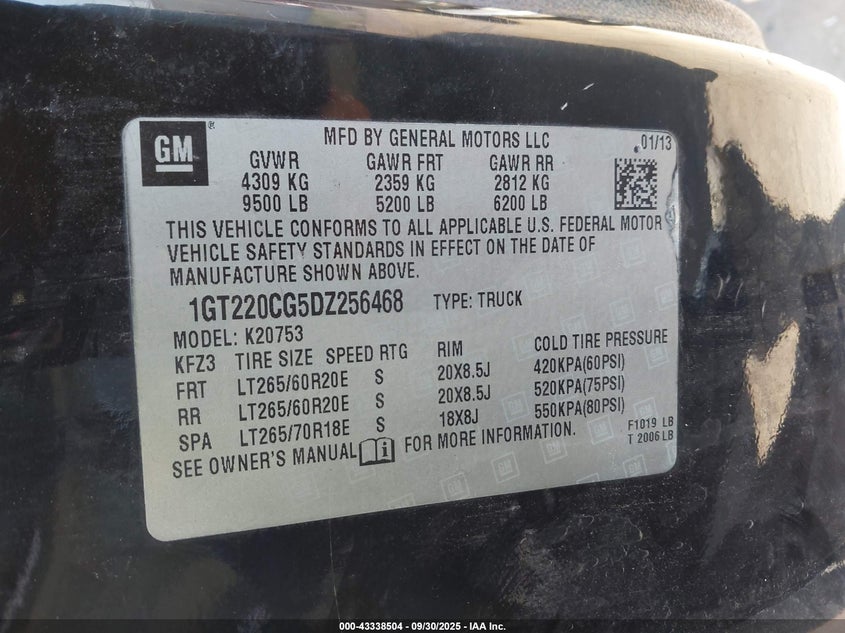 GM
MFD BY GENERAL MOTORS LLC
01/13
GVWR GAWR FRT GAWR RR
4309 KG 2359 KG 2812 KG
9500 LB 5200 LB 6200 LB
THIS VEHICLE CONFORMS TO ALL APPLICABLE U.S. FEDERAL MOTOR
VEHICLE SAFETY STANDARDS IN EFFECT ON THE DATE OF
MANUFACTURE SHOWN ABOVE.
1GT220CG5DZ256468 TYPE: TRUCK
MODEL: K20753
KFZ3 TIRE SIZE SPEED RTG RIM COLD TIRE PRESSURE
FRT LT265/60R20E S 20X8.5J 420KPA(60PSI)
RR LT265/60R20E S 20X8.5J 520KPA(75PSI)
SPA LT265/70R18E S 18X8J 550KPA(80PSI)
SEE OWNER'S MANUAL FOR MORE INFORMATION.
F1019 LB
T 2006 LB
000-43338504 - 09/30/2025 - IAA Inc.